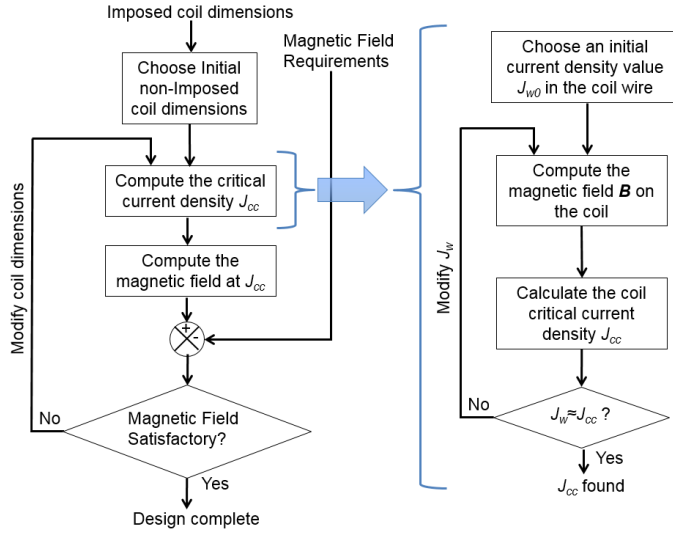 Imposed coil dimensions
Choose Initial
non-Imposed
coil dimensions
Magnetic Field
Requirements
Compute the critical
current density Jcc
Compute the
magnetic field at Jcc
+
-
Modify coil dimensions
No
Magnetic Field
Satisfactory?
Yes
Design complete
Choose an initial
current density value
Jw0 in the coil wire
Compute the
magnetic field B on
the coil
Modify Jw
Calculate the coil
critical current
density Jcc
No
Jw≈Jcc ?
Yes
Jcc found